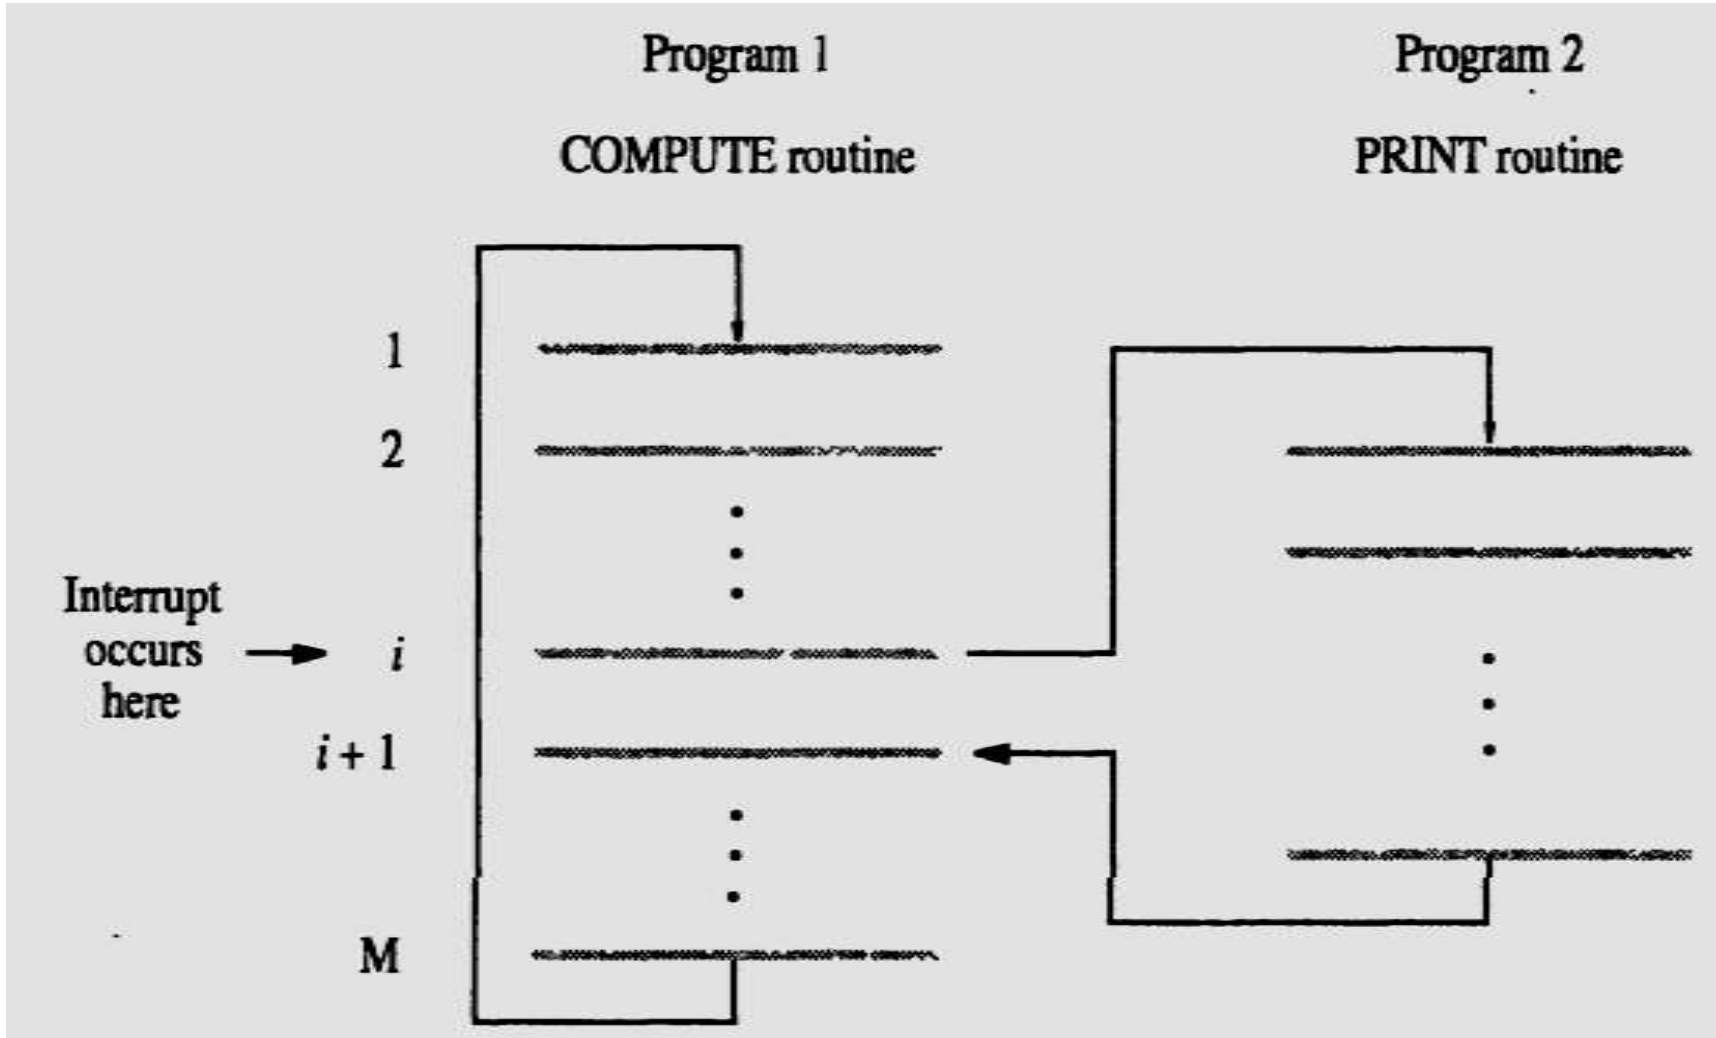 Program 1
Program 2
COMPUTE routine
PRINT routine
1
2
Interrupt
occurs
here
i
i + 1
M